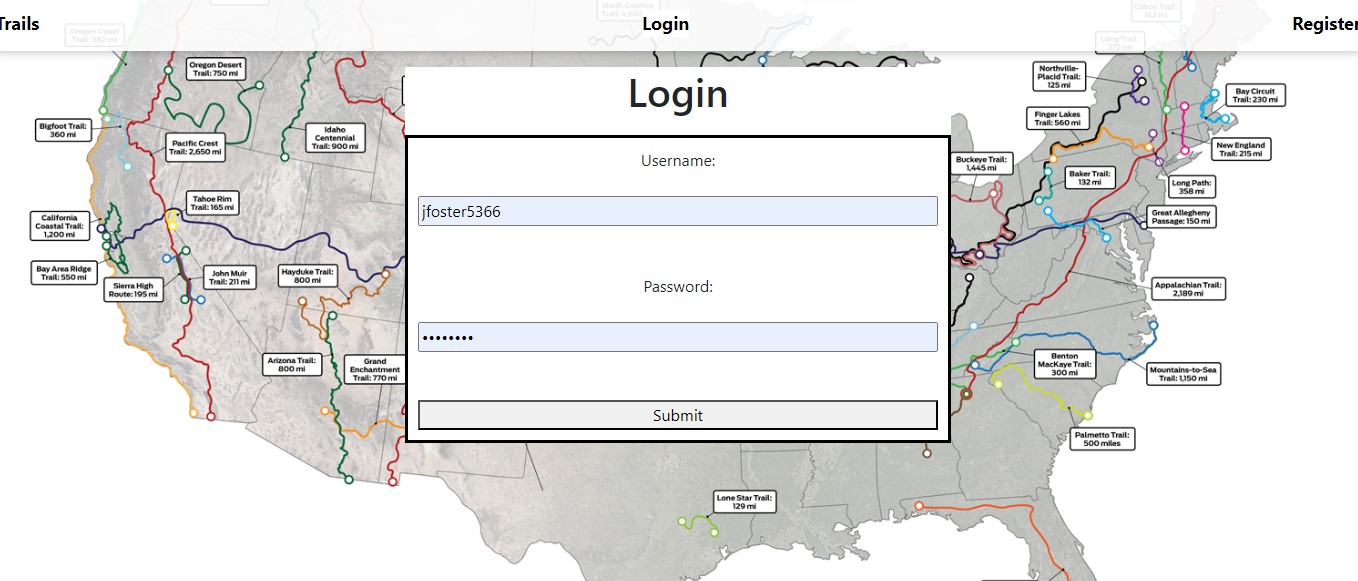 Trails
Login
Register
North Country
Trail: 4,600
Oregon Coast
Trail: 382 mi
Cohos Trail:
162 mi
Long Trail:
272 mi
Login
Username:
jfoster5366
Password:
••••••••
Submit
Oregon Desert
Trail: 750 mi
Bigfoot Trail:
360 mi
Pacific Crest
Trail: 2,650 mi
Idaho
Centennial
Trail: 900 mi
Tahoe Rim
Trail: 165 mi
California
Coastal Trail:
1,200 mi
Bay Area Ridge
Trail: 550 mi
Sierra High
Route: 195 mi
John Muir
Trail: 211 mi
Hayduke Trail:
800 mi
Arizona Trail:
800 mi
Grand
Enchantment
Trail: 770 mi
Lone Star Trail:
129 mi
Northville-
Placid Trail:
125 mi
Finger Lakes
Trail: 560 mi
Bay Circuit
Trail: 230 mi
New England
Trail: 215 mi
Buckeye Trail:
1,445 mi
Baker Trail:
132 mi
Long Path:
358 mi
Great Allegheny
Passage: 150 mi
Appalachian Trail:
2,189 mi
Benton
MacKaye Trail:
300 mi
Mountains-to-Sea
Trail: 1,150 mi
Palmetto Trail:
500 miles